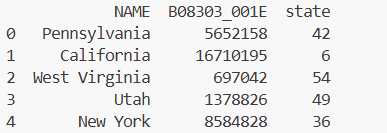 NAME B08303_001E state
0 Pennsylvania 5652158 42
1 California 16710195 6
2 West Virginia 697042 54
3 Utah 1378826 49
4 New York 8584828 36